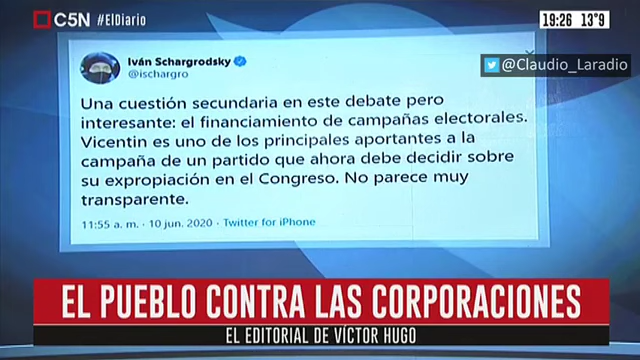 C5N #ElDiario
19:26 13°9
@Claudio_Laradio
Iván Schargrodsky
@ischargro
Una cuestión secundaria en este debate pero
interesante: el financiamiento de campañas electorales.
Vicentin es uno de los principales aportantes a la
campaña de un partido que ahora debe decidir sobre
su expropiación en el Congreso. No parece muy
transparente.
11:55 a. m. · 10 jun. 2020 · Twitter for iPhone
EL PUEBLO CONTRA LAS CORPORACIONES
EL EDITORIAL DE VÍCTOR HUGO